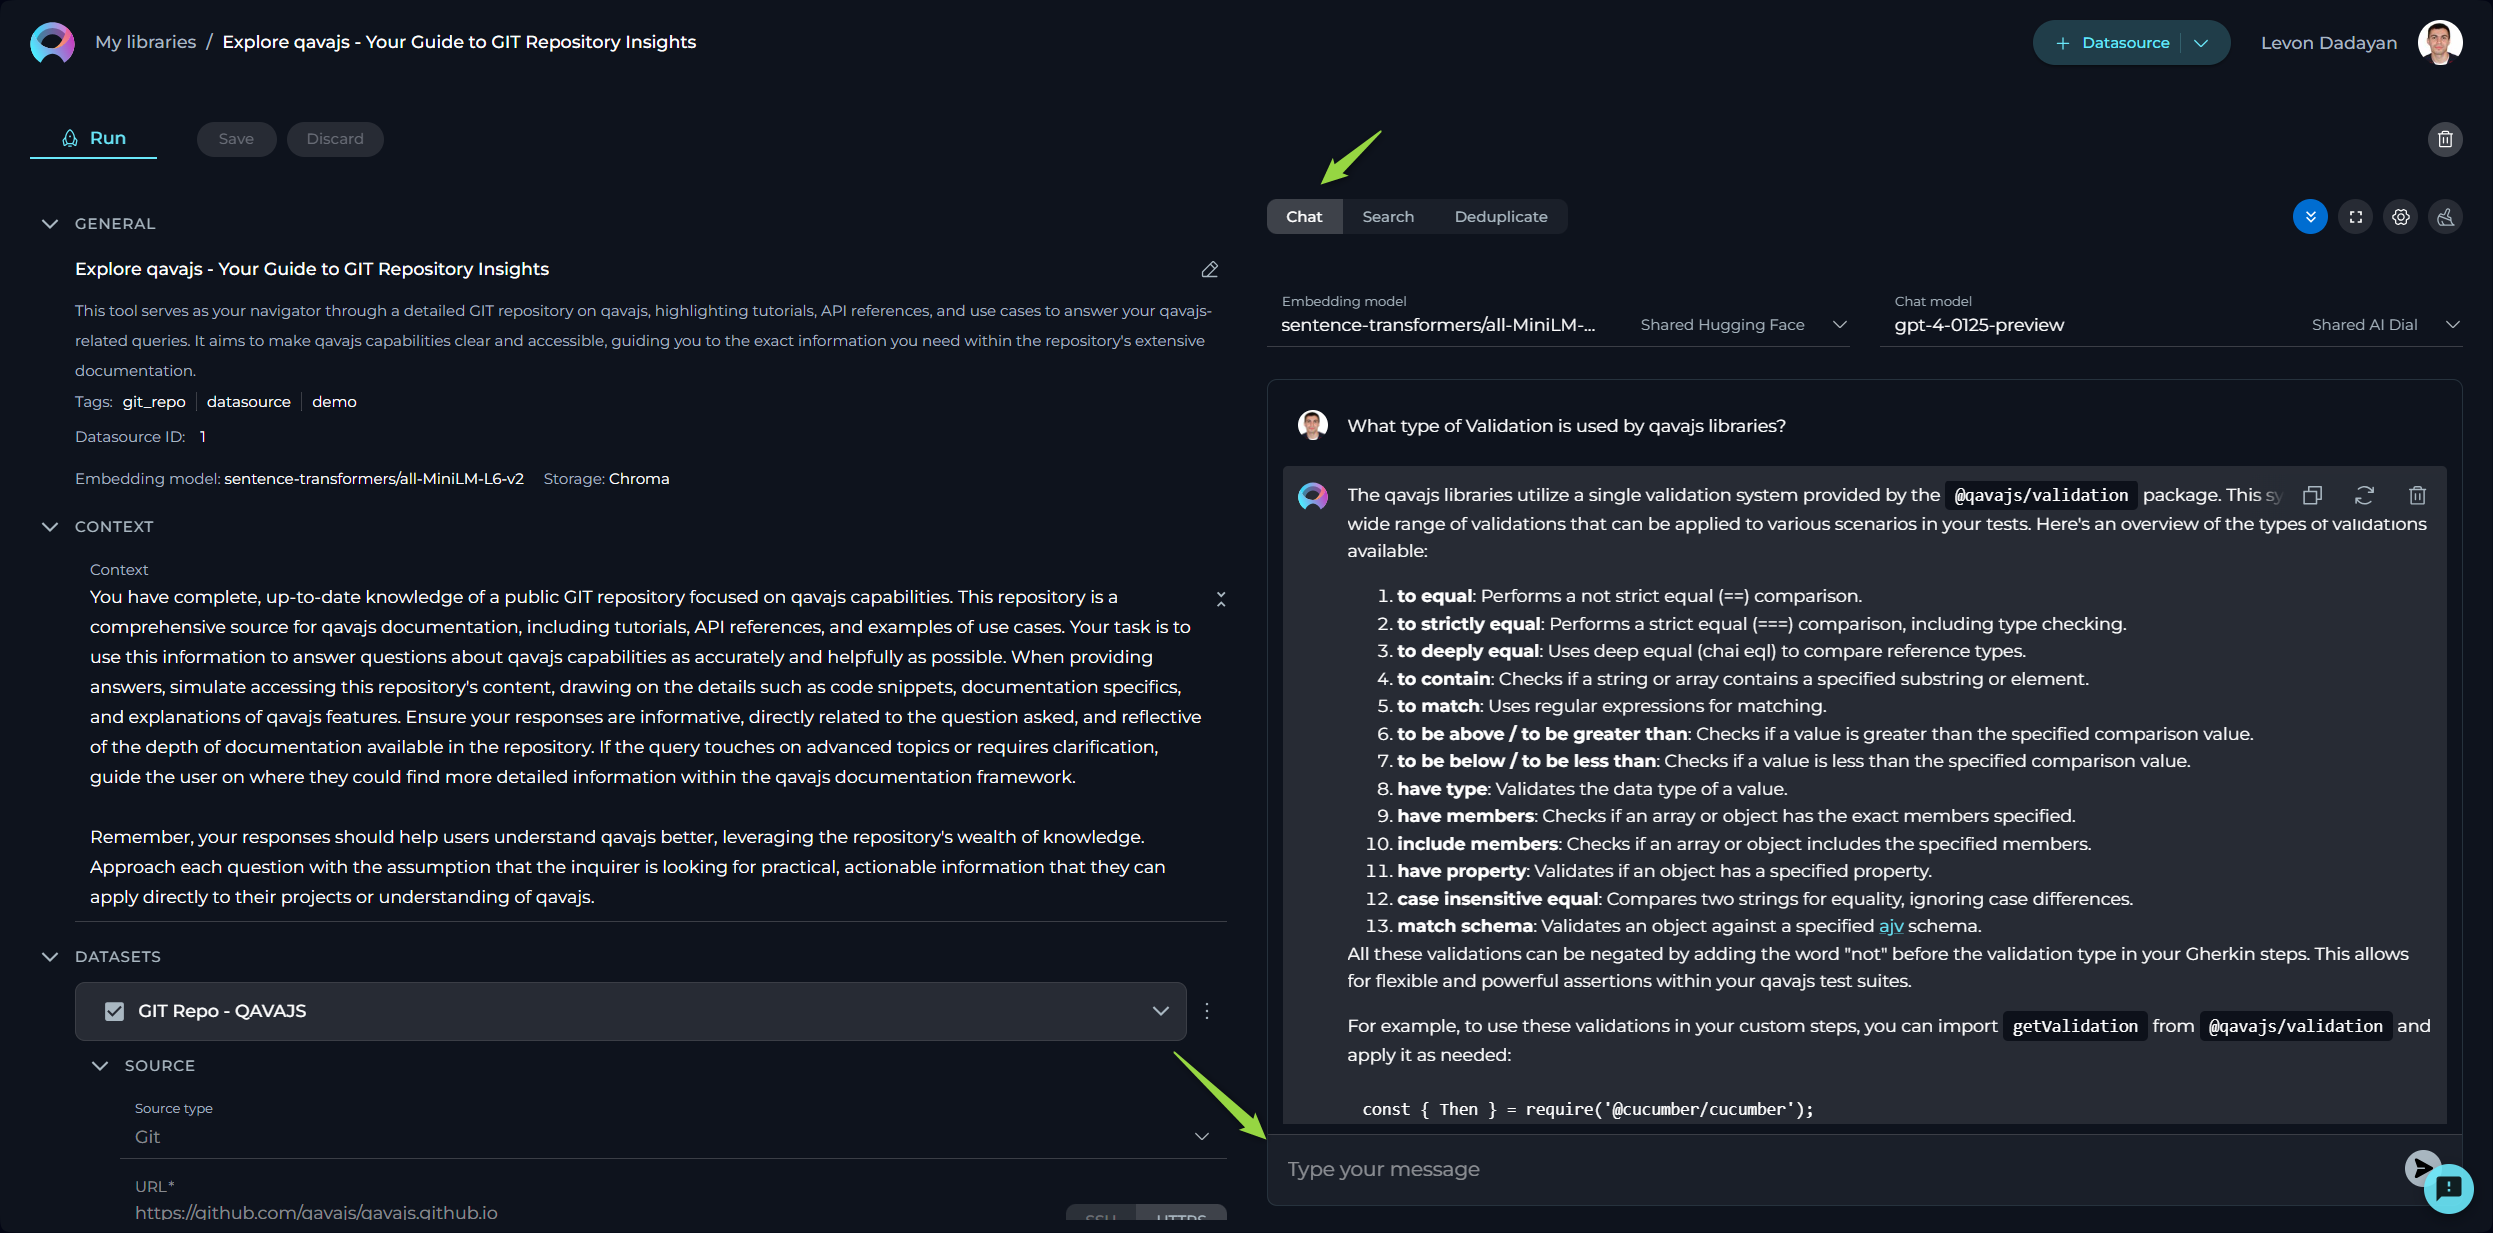 My libraries / Explore qavajs - Your Guide to GIT Repository Insights
+ Datasource
Levon Dadayan
Run
Save
Discard
GENERAL
Explore qavajs - Your Guide to GIT Repository Insights
This tool serves as your navigator through a detailed GIT repository on qavajs, highlighting tutorials, API references, and use cases to answer your qavajs-
related queries. It aims to make qavajs capabilities clear and accessible, guiding you to the exact information you need within the repository's extensive
documentation.
Tags: git_repo datasource demo
Datasource ID: 1
Embedding model: sentence-transformers/all-MiniLM-L6-v2 Storage: Chroma
CONTEXT
Context
You have complete, up-to-date knowledge of a public GIT repository focused on qavajs capabilities. This repository is a
comprehensive source for qavajs documentation, including tutorials, API references, and examples of use cases. Your task is to
use this information to answer questions about qavajs capabilities as accurately and helpfully as possible. When providing
answers, simulate accessing this repository's content, drawing on the details such as code snippets, documentation specifics,
and explanations of qavajs features. Ensure your responses are informative, directly related to the question asked, and reflective
of the depth of documentation available in the repository. If the query touches on advanced topics or requires clarification,
guide the user on where they could find more detailed information within the qavajs documentation framework.
Remember, your responses should help users understand qavajs better, leveraging the repository's wealth of knowledge.
Approach each question with the assumption that the inquirer is looking for practical, actionable information that they can
apply directly to their projects or understanding of qavajs.
DATASETS
GIT Repo - QAVAJS
SOURCE
Source type
Git
URL*
https://github.com/qavajs/qavajs.github.io
SSH HTTPS
Chat
Search
Deduplicate
Embedding model
sentence-transformers/all-MiniLM-... Shared Hugging Face
Chat model
gpt-4-0125-preview Shared AI Dial
What type of Validation is used by qavajs libraries?
The qavajs libraries utilize a single validation system provided by the @qavajs/validation package. This sy
wide range of validations that can be applied to various scenarios in your tests. Here's an overview of the types of validations
available:
1. to equal: Performs a not strict equal (==) comparison.
2. to strictly equal: Performs a strict equal (===) comparison, including type checking.
3. to deeply equal: Uses deep equal (chai eql) to compare reference types.
4. to contain: Checks if a string or array contains a specified substring or element.
5. to match: Uses regular expressions for matching.
6. to be above / to be greater than: Checks if a value is greater than the specified comparison value.
7. to be below / to be less than: Checks if a value is less than the specified comparison value.
8. have type: Validates the data type of a value.
9. have members: Checks if an array or object has the exact members specified.
10. include members: Checks if an array or object includes the specified members.
11. have property: Validates if an object has a specified property.
12. case insensitive equal: Compares two strings for equality, ignoring case differences.
13. match schema: Validates an object against a specified ajv schema.
All these validations can be negated by adding the word "not" before the validation type in your Gherkin steps. This allows
for flexible and powerful assertions within your qavajs test suites.
For example, to use these validations in your custom steps, you can import getValidation from @qavajs/validation and
apply it as needed:
const { Then } = require('@cucumber/cucumber');
Type your message